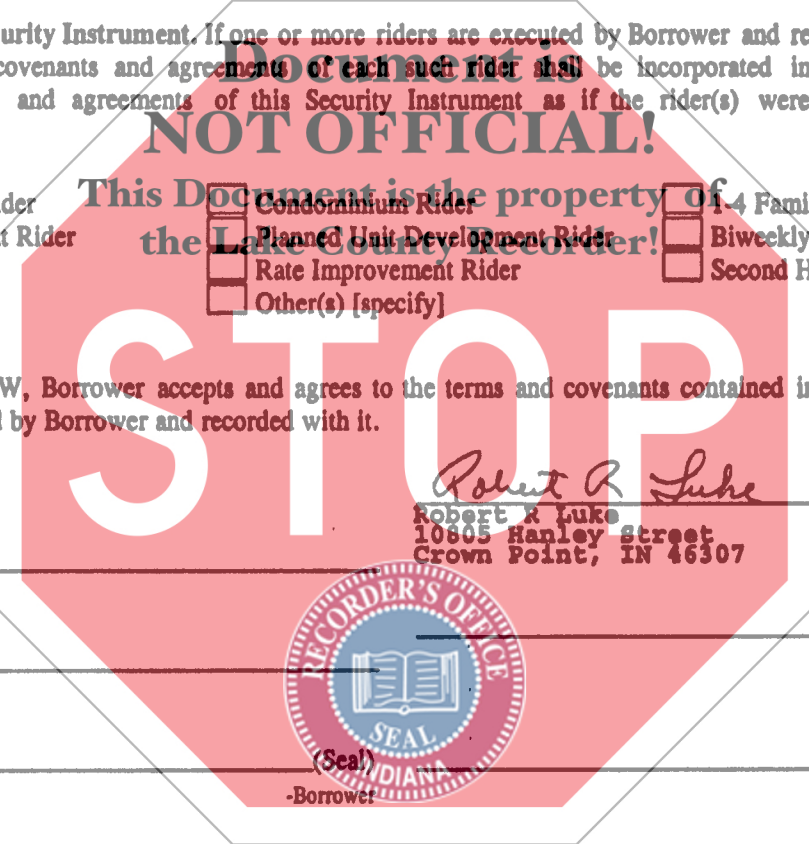 urity Instrument. If one or more riders are executed by Borrower and re
Document is
covenants and agreements of each such rider shall be incorporated in
and agreements of this Security Instrument as if the rider(s) were
NOT OFFICIAL!
This Document is the property of
der Condominium Rider 1-4 Fami
the Lake County Recorder!
t Rider Planned Unit Development Rider Biweekly
Rate Improvement Rider Second H
Other(s) [specify]
STOP
W, Borrower accepts and agrees to the terms and covenants contained in
d by Borrower and recorded with it.
Robert R Luke
Robert R Luke
10805 Hanley Street
Crown Point, IN 46307
RECORDER'S OFFICE
SEAL
INDIANA
(Seal)
-Borrower